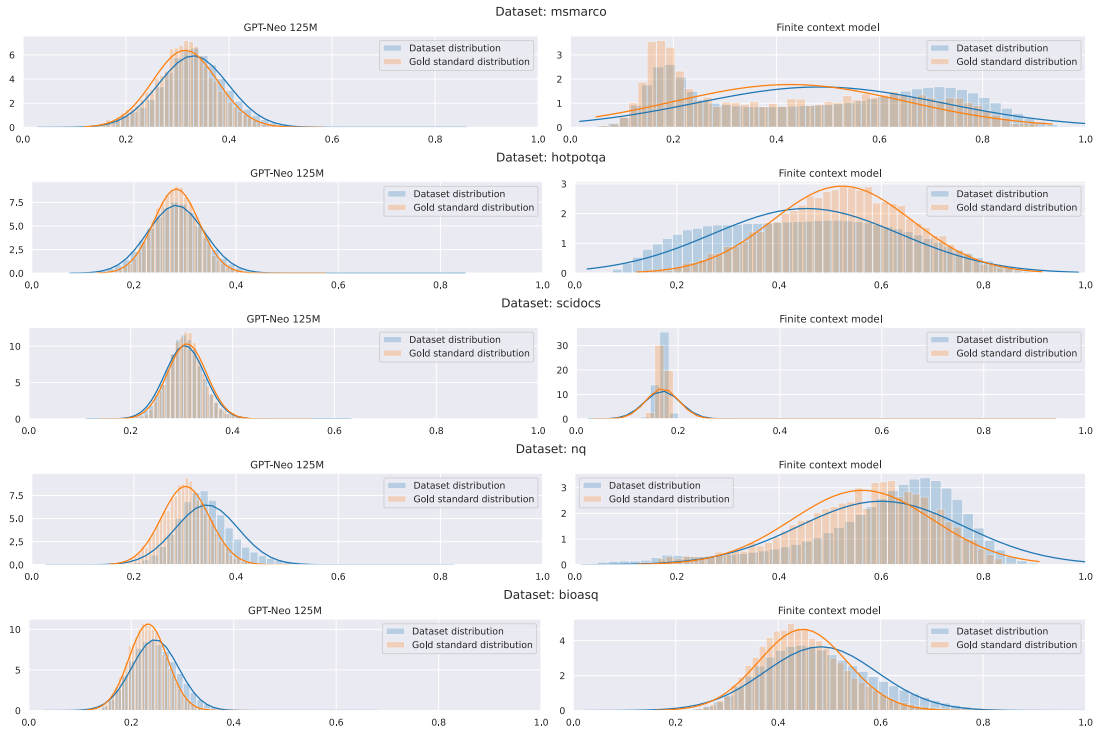 Dataset: msmarco
GPT-Neo 125M
Finite context model
Dataset distribution
Gold standard distribution
Dataset distribution
Gold standard distribution
6
4
2
0
3
2
1
0
0.0 0.2 0.4 0.6 0.8 1.0
0.0 0.2 0.4 0.6 0.8 1.0
Dataset: hotpotqa
GPT-Neo 125M
Finite context model
Dataset distribution
Gold standard distribution
Dataset distribution
Gold standard distribution
7.5
5.0
2.5
0.0
3
2
1
0
0.0 0.2 0.4 0.6 0.8 1.0
0.0 0.2 0.4 0.6 0.8 1.0
Dataset: scidocs
GPT-Neo 125M
Finite context model
Dataset distribution
Gold standard distribution
Dataset distribution
Gold standard distribution
10
5
0
30
20
10
0
0.0 0.2 0.4 0.6 0.8 1.0
0.0 0.2 0.4 0.6 0.8 1.0
Dataset: nq
GPT-Neo 125M
Finite context model
Dataset distribution
Gold standard distribution
Dataset distribution
Gold standard distribution
7.5
5.0
2.5
0.0
3
2
1
0
0.0 0.2 0.4 0.6 0.8 1.0
0.0 0.2 0.4 0.6 0.8 1.0
Dataset: bioasq
GPT-Neo 125M
Finite context model
Dataset distribution
Gold standard distribution
Dataset distribution
Gold standard distribution
10
5
0
4
2
0
0.0 0.2 0.4 0.6 0.8 1.0
0.0 0.2 0.4 0.6 0.8 1.0